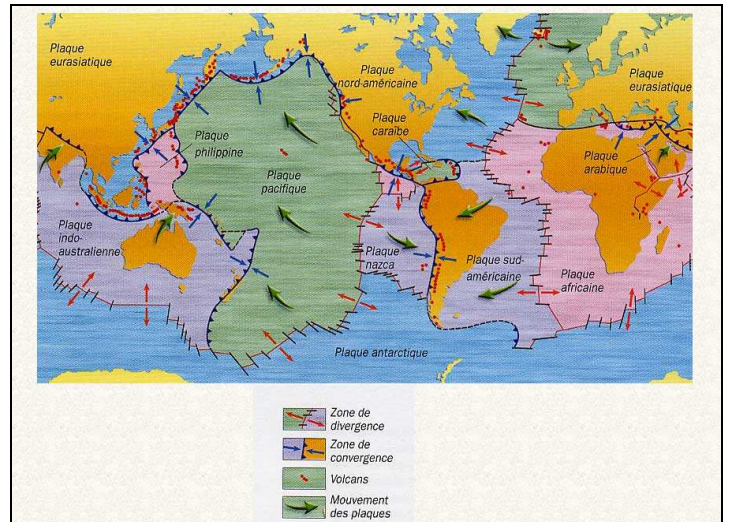 Plaque
eurasiatique
Plaque
nord-américaine
Plaque
eurasiatique
Plaque
caraïbe
Plaque
philippine
Plaque
arabique
Plaque
pacifique
Plaque
indo-
australienne
Plaque
nazca
Plaque sud-
américaine
Plaque
africaine
Plaque antarctique
Zone de
divergence
Zone de
convergence
Volcans
Mouvement
des plaques